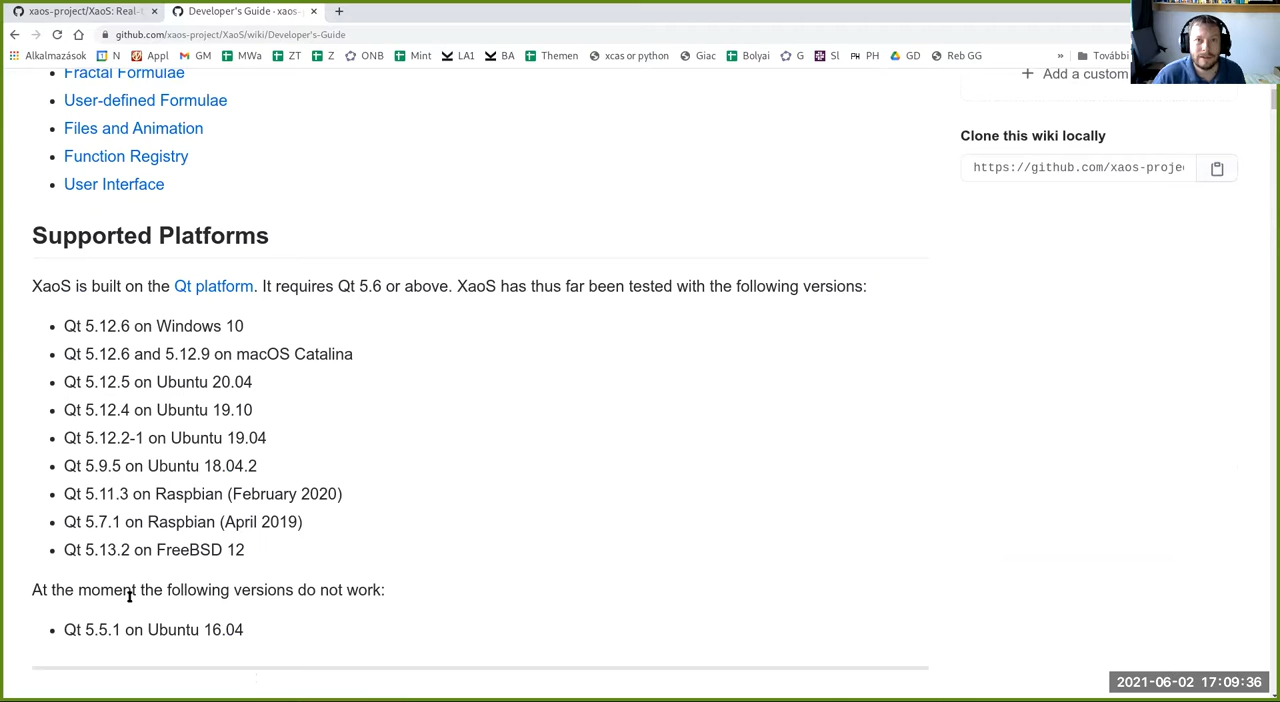 xaos-project/XaoS: Real-
Developer's Guide · xaos-
github.com/xaos-project/XaoS/wiki/Developer's-Guide
Alkalmazások N Appl GM MWa ZT Z ONB Mint LA1 BA Themen xcas or python Giac Bolyai G Sl PH PH GD Reb GG » További
Fractal Formulae
User-defined Formulae
Files and Animation
Function Registry
User Interface
+ Add a custom
Clone this wiki locally
https://github.com/xaos-proje
Supported Platforms
XaoS is built on the Qt platform. It requires Qt 5.6 or above. XaoS has thus far been tested with the following versions:
Qt 5.12.6 on Windows 10
Qt 5.12.6 and 5.12.9 on macOS Catalina
Qt 5.12.5 on Ubuntu 20.04
Qt 5.12.4 on Ubuntu 19.10
Qt 5.12.2-1 on Ubuntu 19.04
Qt 5.9.5 on Ubuntu 18.04.2
Qt 5.11.3 on Raspbian (February 2020)
Qt 5.7.1 on Raspbian (April 2019)
Qt 5.13.2 on FreeBSD 12
At the moment the following versions do not work:
Qt 5.5.1 on Ubuntu 16.04
2021-06-02 17:09:36